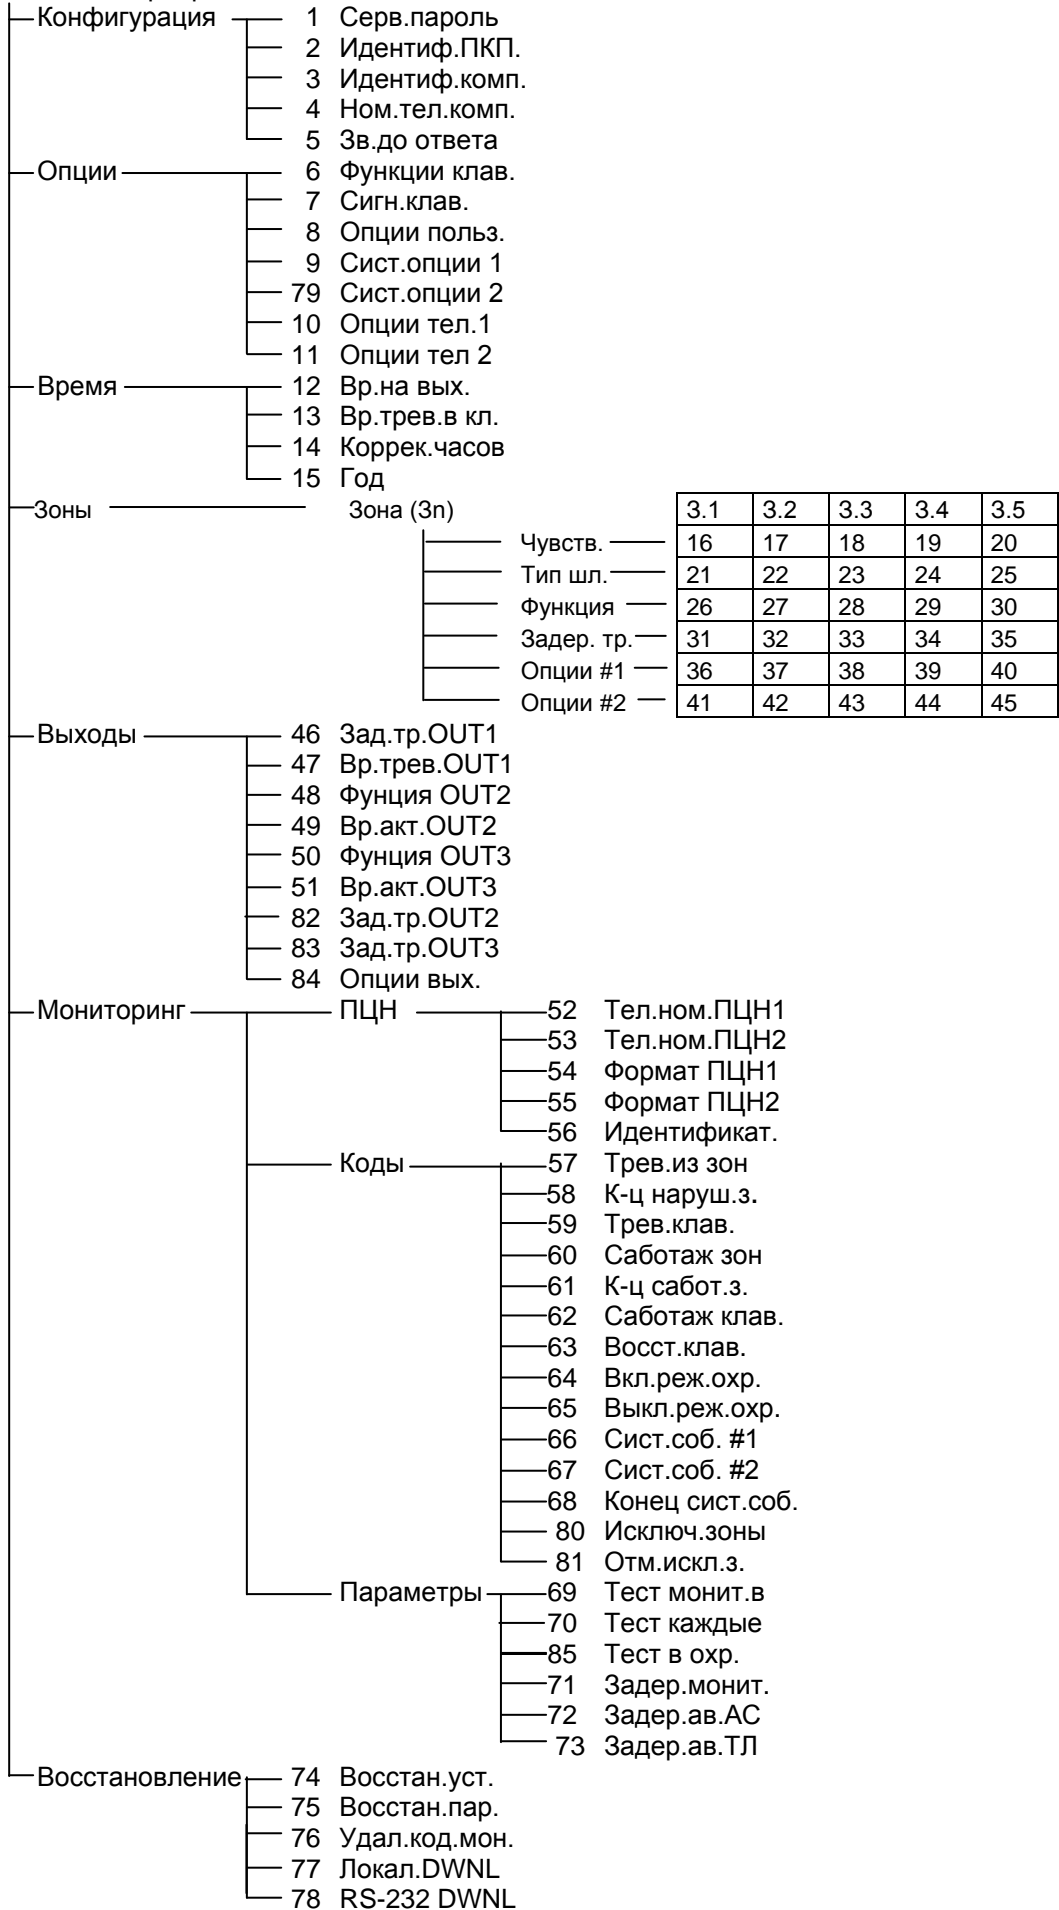 Конфигурация 1 Серв.пароль
2 Идентиф.ПКП.
3 Идентиф.комп.
4 Ном.тел.комп.
5 Зв.до ответа
Опции 6 Функции клав.
7 Сигн.клав.
8 Опции польз.
9 Сист.опции 1
79 Сист.опции 2
10 Опции тел.1
11 Опции тел 2
Время 12 Вр.на вых.
13 Вр.трев.в кл.
14 Коррек.часов
15 Год
Зоны Зона (Зn) 3.1 3.2 3.3 3.4 3.5
Чувств. 16 17 18 19 20
Тип шл. 21 22 23 24 25
Функция 26 27 28 29 30
Задер. тр. 31 32 33 34 35
Опции #1 36 37 38 39 40
Опции #2 41 42 43 44 45
Выходы 46 Зад.тр.OUT1
47 Вр.трев.OUT1
48 Фунция OUT2
49 Вр.акт.OUT2
50 Фунция OUT3
51 Вр.акт.OUT3
82 Зад.тр.OUT2
83 Зад.тр.OUT3
84 Опции вых.
Мониторинг ПЦН 52 Тел.ном.ПЦН1
53 Тел.ном.ПЦН2
54 Формат ПЦН1
55 Формат ПЦН2
56 Идентификат.
Коды 57 Трев.из зон
58 К-ц наруш.з.
59 Трев.клав.
60 Саботаж зон
61 К-ц сабот.з.
62 Саботаж клав.
63 Восст.клав.
64 Вкл.реж.охр.
65 Выкл.реж.охр.
66 Сист.соб. #1
67 Сист.соб. #2
68 Конец сист.соб.
80 Исключ.зоны
81 Отм.искл.з.
Параметры 69 Тест монит.в
70 Тест каждые
85 Тест в охр.
71 Задер.монит.
72 Задер.ав.АС
73 Задер.ав.ТЛ
Восстановление 74 Восстан.уст.
75 Восстан.пар.
76 Удал.код.мон.
77 Локал.DWNL
78 RS-232 DWNL